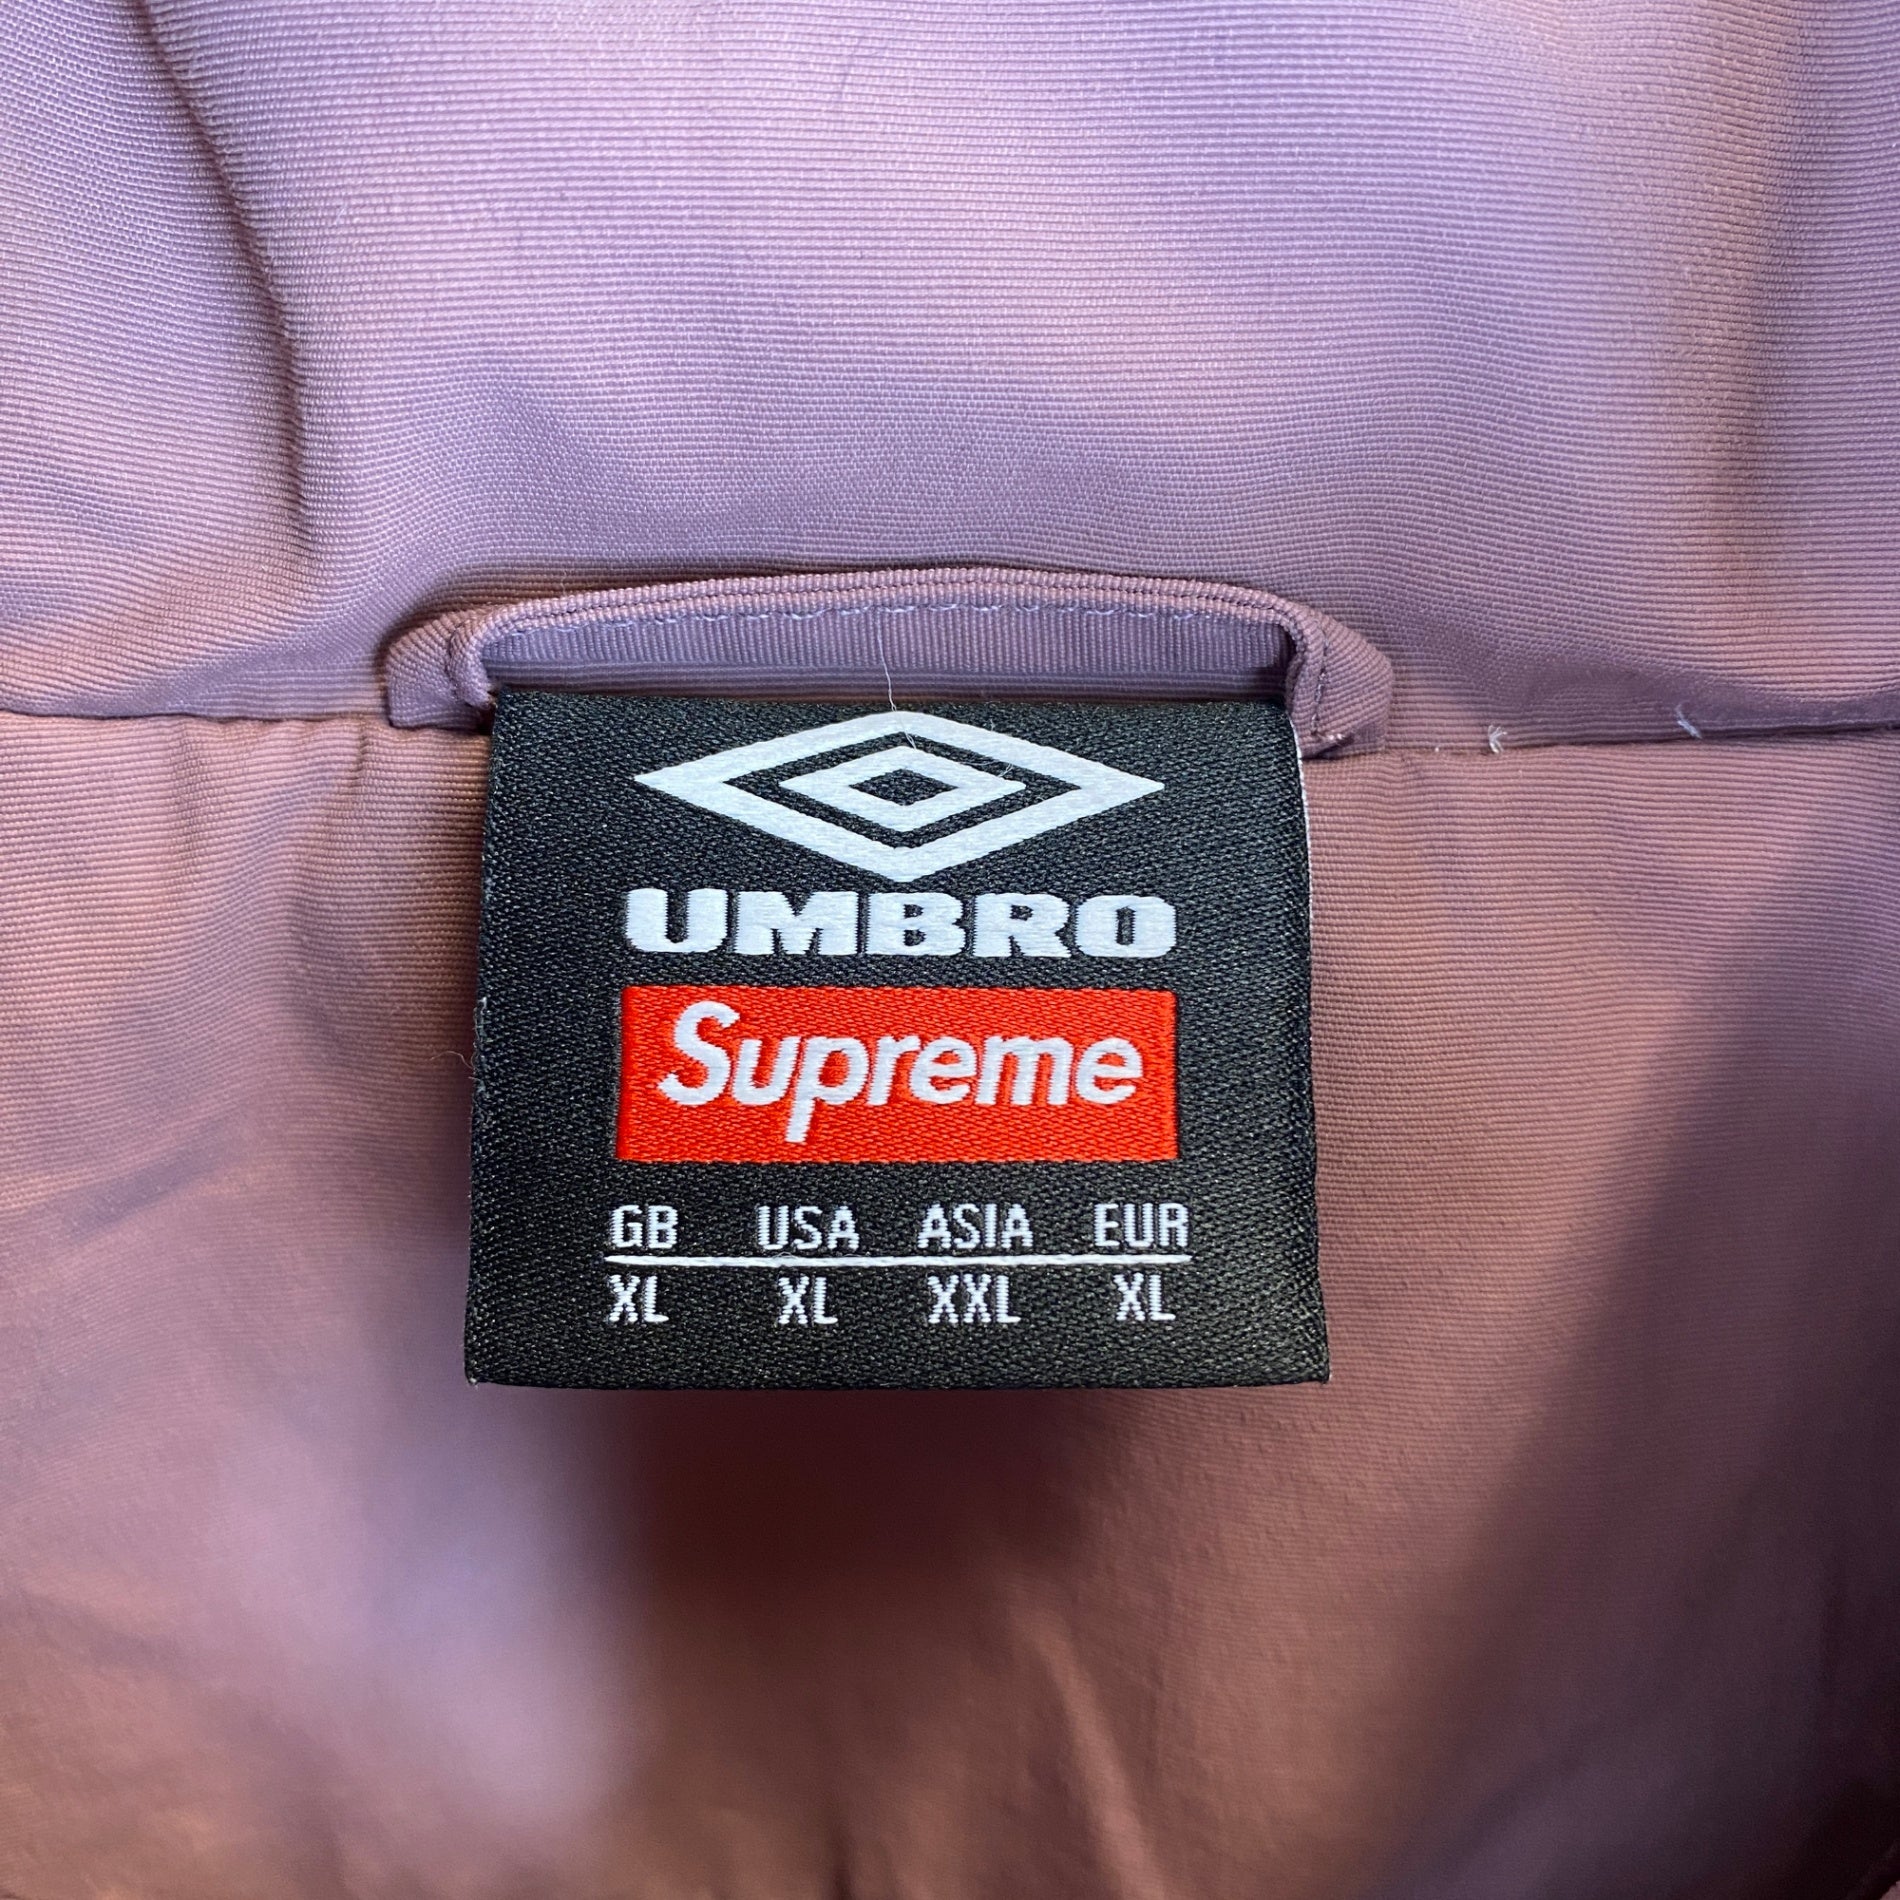 UMBRO
Supreme
GB USA ASIA EUR
XL XL XXL XL